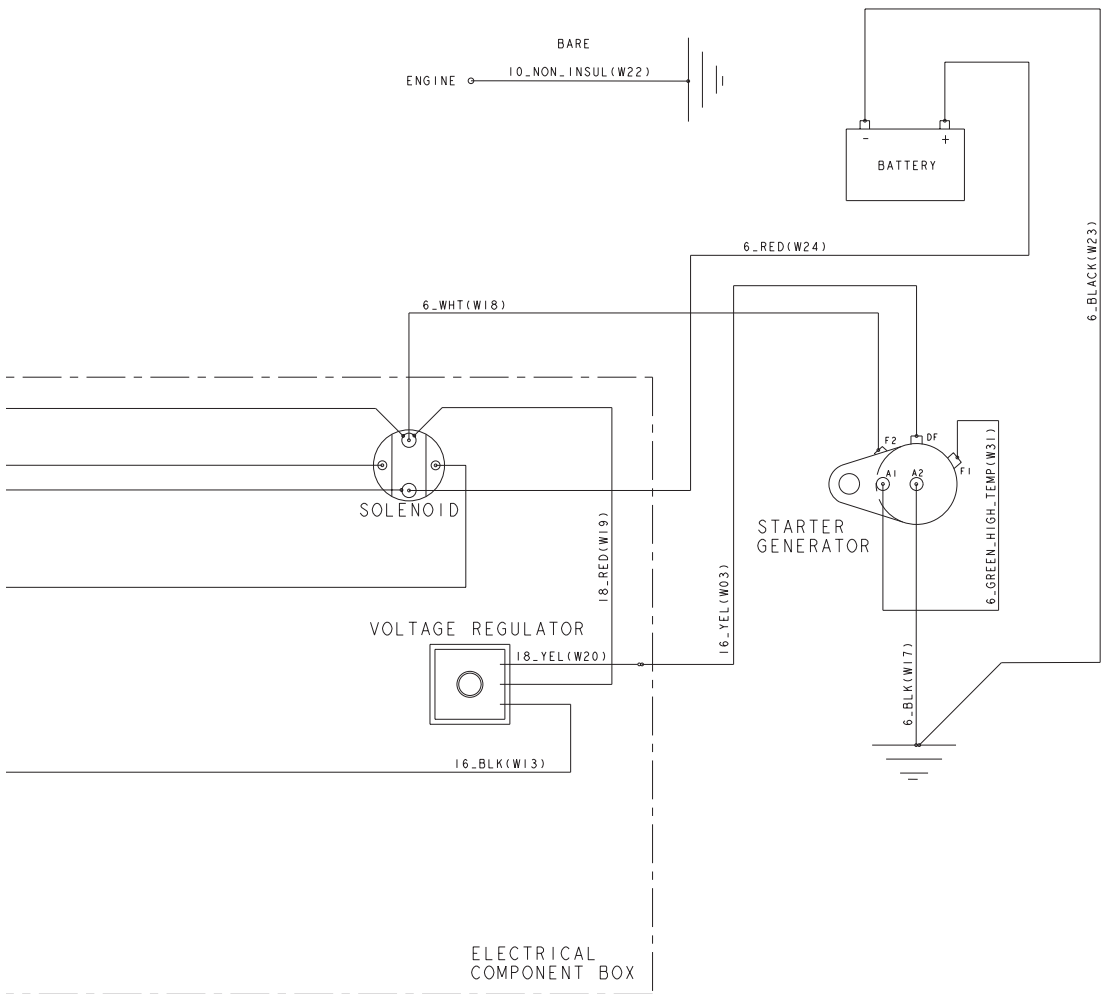 BARE
ENGINE
10_NON_INSUL(W22)
-
+
BATTERY
6_RED(W24)
6_BLACK(W23)
6_WHT(W18)
F2
DF
F1
A1
A2
6_GREEN_HIGH_TEMP(W31)
SOLENOID
STARTER
GENERATOR
18_RED(W19)
16_YEL(W03)
VOLTAGE REGULATOR
18_YEL(W20)
6_BLK(W17)
16_BLK(W13)
ELECTRICAL
COMPONENT BOX